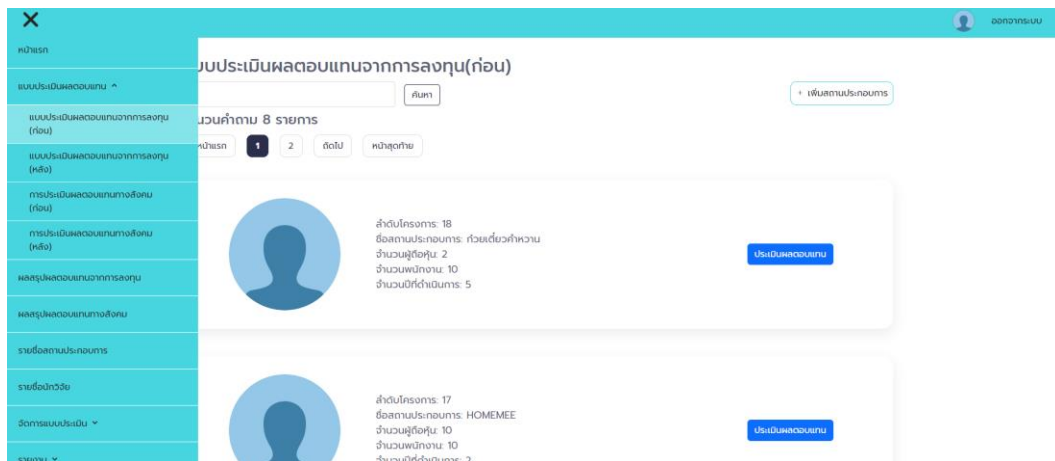 ออกจากระบบ
หน้าแรก
แบบประเมินผลตอบแทน
แบบประเมินผลตอบแทนจากการลงทุน
(ก่อน)
แบบประเมินผลตอบแทนจากการลงทุน
(หลัง)
การประเมินผลตอบแทนทางสังคม
(ก่อน)
การประเมินผลตอบแทนทางสังคม
(หลัง)
ผลสรุปผลตอบแทนจากการลงทุน
ผลสรุปผลตอบแทนทางสังคม
รายชื่อสถานประกอบการ
รายชื่อนักวิจัย
จัดการแบบประเมิน
รายงาน
บบประเมินผลตอบแทนจากการลงทุน(ก่อน)
ค้นหา
+ เพิ่มสถานประกอบการ
นวนคำถาม 8 รายการ
หน้าแรก 1 2 ถัดไป หน้าสุดท้าย
ลำดับโครงการ: 18
ชื่อสถานประกอบการ: ก๋วยเตี๋ยวคำหวาน
จำนวนผู้ถือหุ้น: 2
จำนวนพนักงาน: 10
จำนวนปีที่ดำเนินการ: 5
ประเมินผลตอบแทน
ลำดับโครงการ: 17
ชื่อสถานประกอบการ: HOMEMEE
จำนวนผู้ถือหุ้น: 10
จำนวนพนักงาน: 10
จำนวนปีที่ดำเนินการ: 2
ประเมินผลตอบแทน